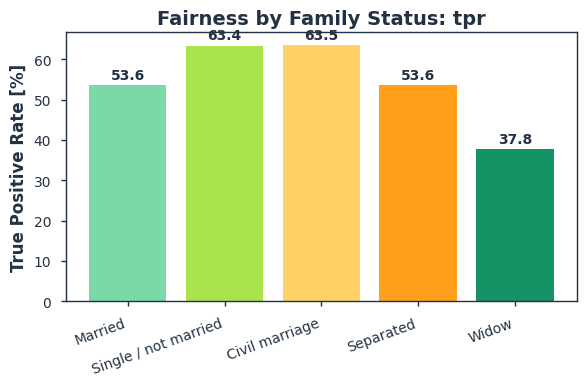 Fairness by Family Status: tpr
True Positive Rate [%]
60
50
40
30
20
10
0
53.6
63.4
63.5
53.6
37.8
Married
Single / not married
Civil marriage
Separated
Widow